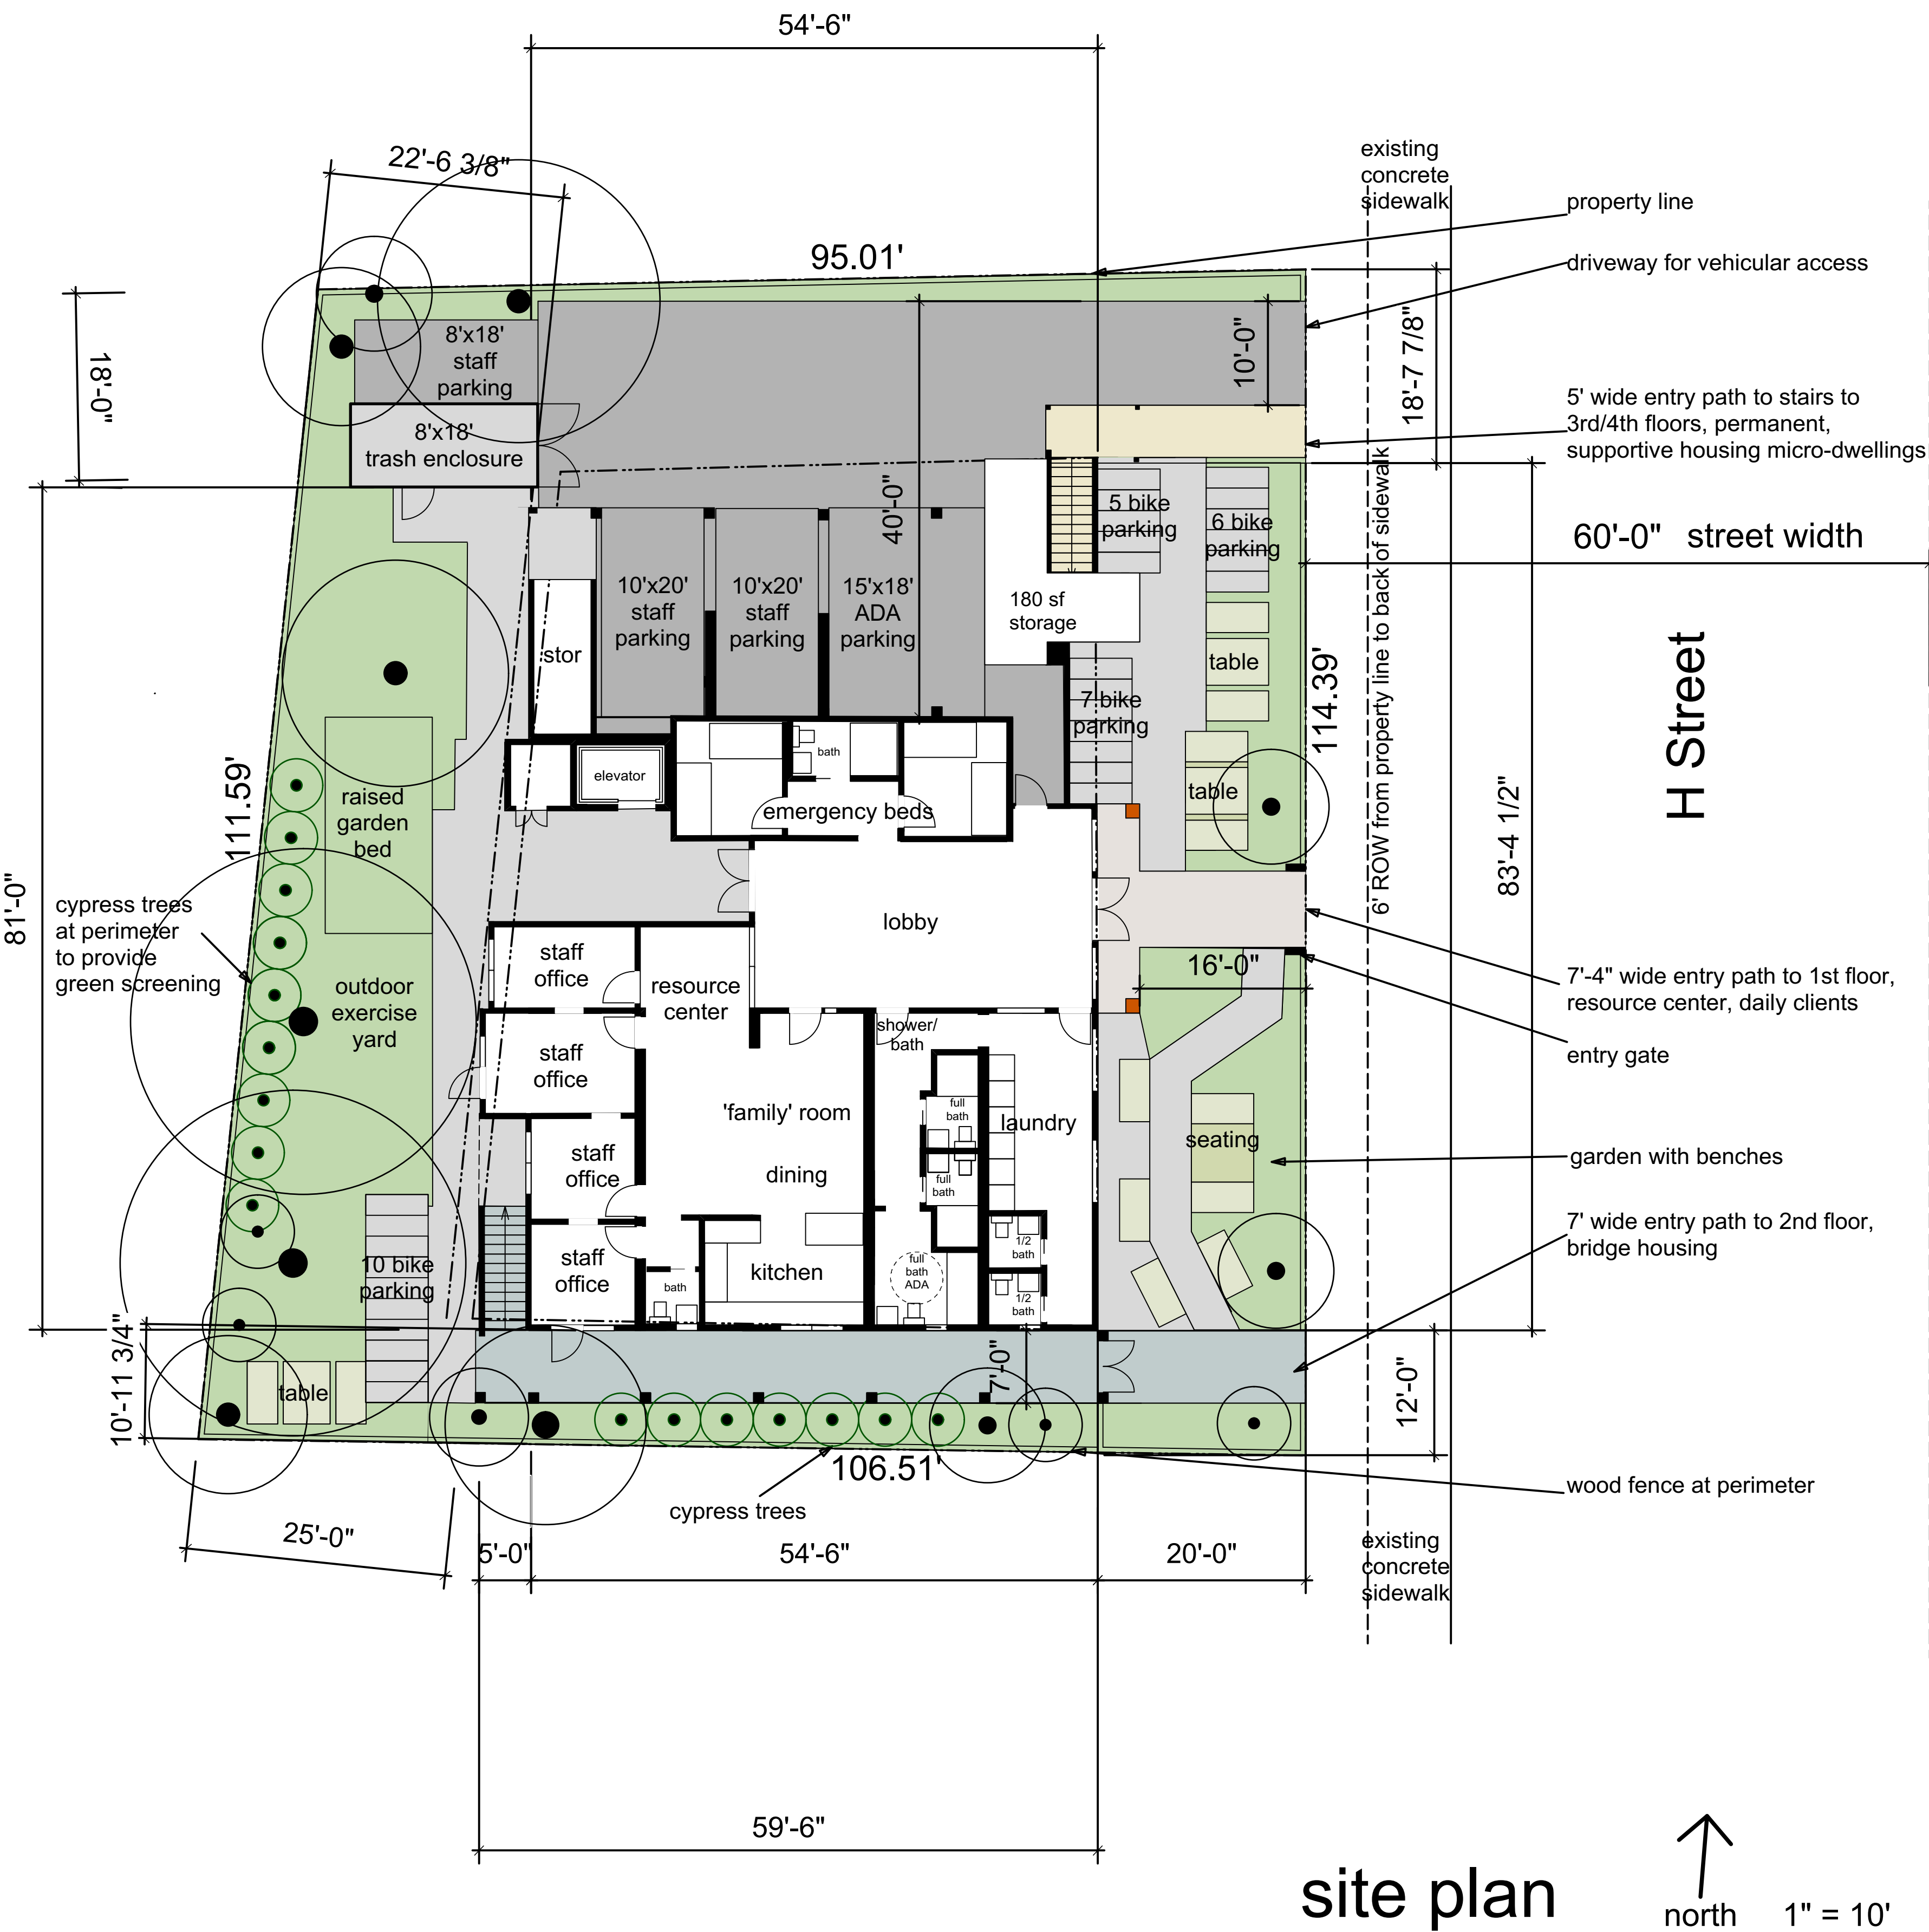 54'-6"
22'-6 3/8"
existing
concrete
sidewalk
property line
95.01'
driveway for vehicular access
18'-0"
8'x18'
staff
parking
10'-0"
18'-7 7/8"
8'x18'
trash enclosure
5' wide entry path to stairs to
3rd/4th floors, permanent,
supportive housing micro-dwellings
40'-0"
5 bike
parking
6 bike
parking
60'-0" street width
10'x20'
staff
parking
10'x20'
staff
parking
15'x18'
ADA
parking
180 sf
storage
stor
table
7 bike
parking
114.39'
6' ROW from property line to back of sidewalk
H Street
bath
elevator
table
emergency beds
111.59'
raised
garden
bed
83'-4 1/2"
81'-0"
cypress trees
at perimeter
to provide
green screening
lobby
staff
office
resource
center
16'-0"
7'-4" wide entry path to 1st floor,
resource center, daily clients
outdoor
exercise
yard
shower/
bath
staff
office
entry gate
'family' room
full
bath
laundry
seating
garden with benches
staff
office
dining
full
bath
7' wide entry path to 2nd floor,
bridge housing
10 bike
parking
staff
office
bath
kitchen
full
bath
ADA
1/2
bath
1/2
bath
10'-11 3/4"
7'-0"
12'-0"
table
106.51'
cypress trees
wood fence at perimeter
25'-0"
5'-0"
54'-6"
20'-0"
existing
concrete
sidewalk
59'-6"
site plan
north
1" = 10'